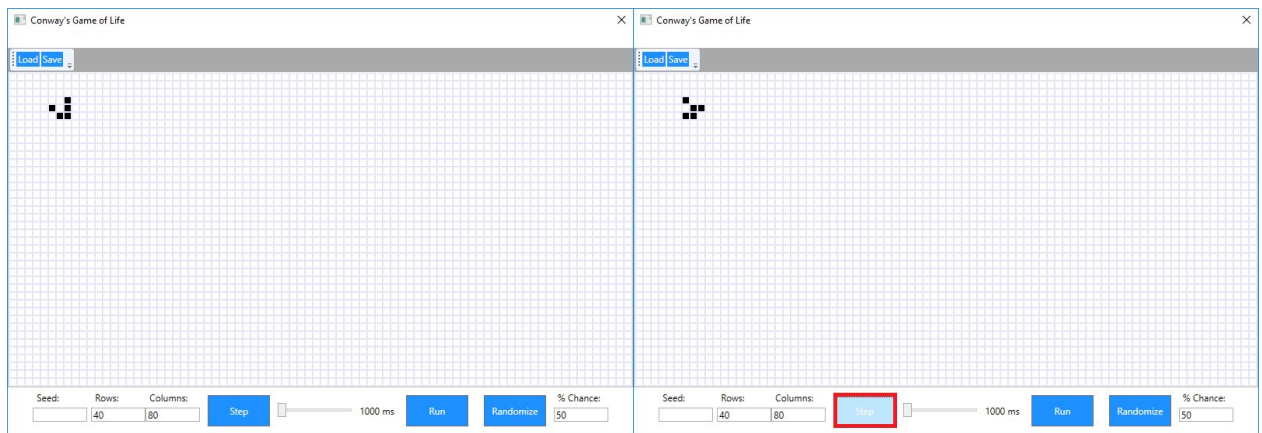 Conway's Game of Life
Load Save
Seed: Rows: Columns: % Chance:
40 80 Step 1000 ms Run Randomize 50
Conway's Game of Life
Load Save
Seed: Rows: Columns: % Chance:
40 80 Step 1000 ms Run Randomize 50